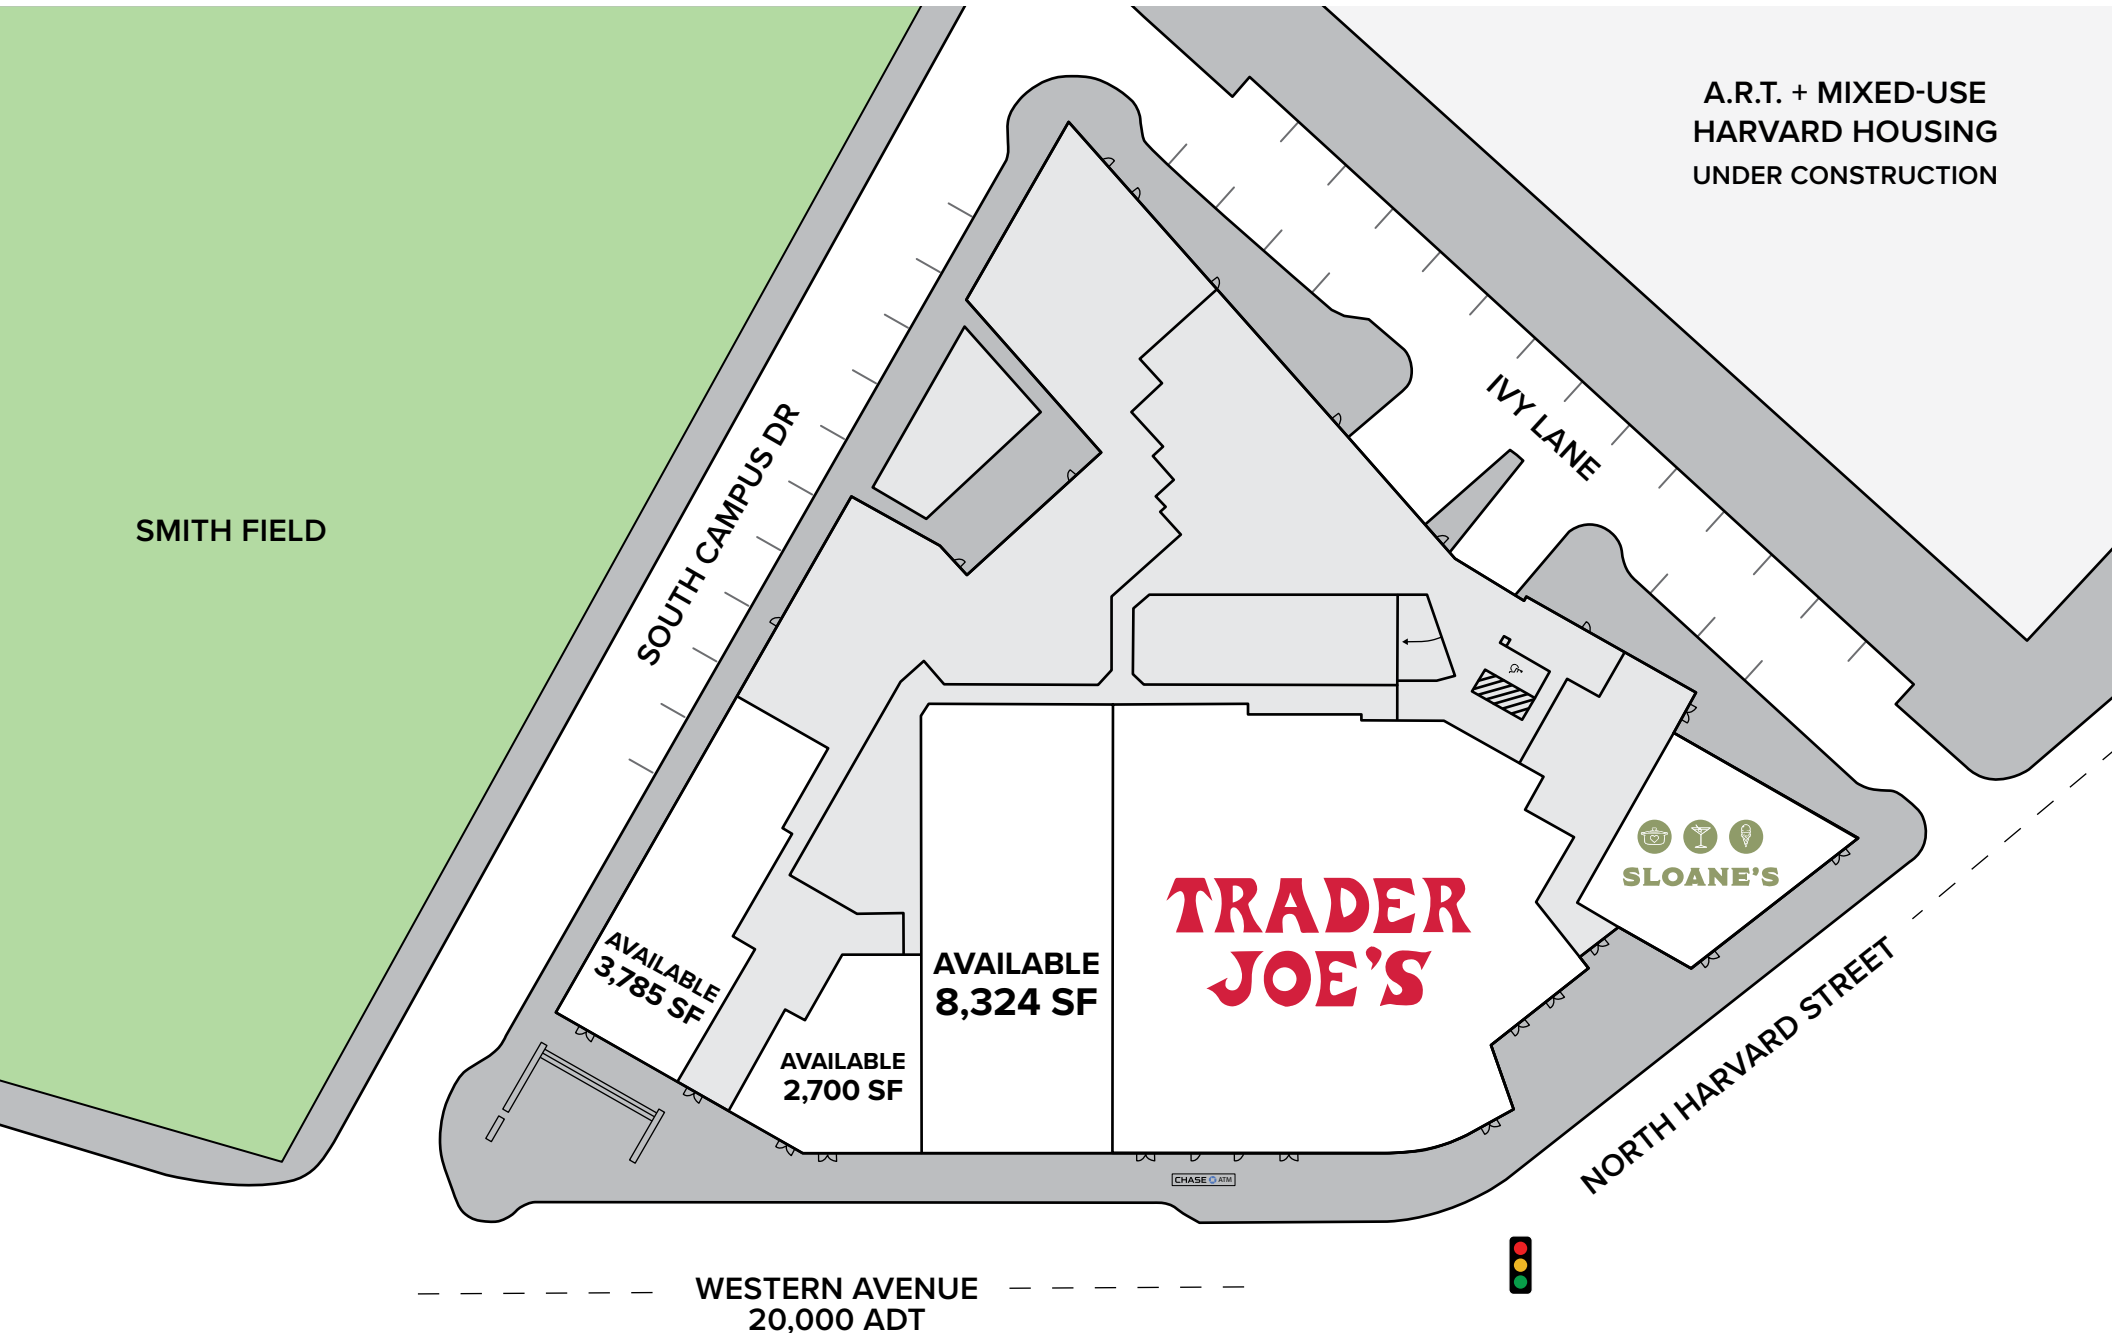 A.R.T. + MIXED-USE
HARVARD HOUSING
UNDER CONSTRUCTION
IVY LANE
SOUTH CAMPUS DR
SMITH FIELD
SLOANE'S
TRADER
JOE'S
AVAILABLE
3,785 SF
AVAILABLE
8,324 SF
AVAILABLE
2,700 SF
NORTH HARVARD STREET
CHASE ATM
WESTERN AVENUE
20,000 ADT